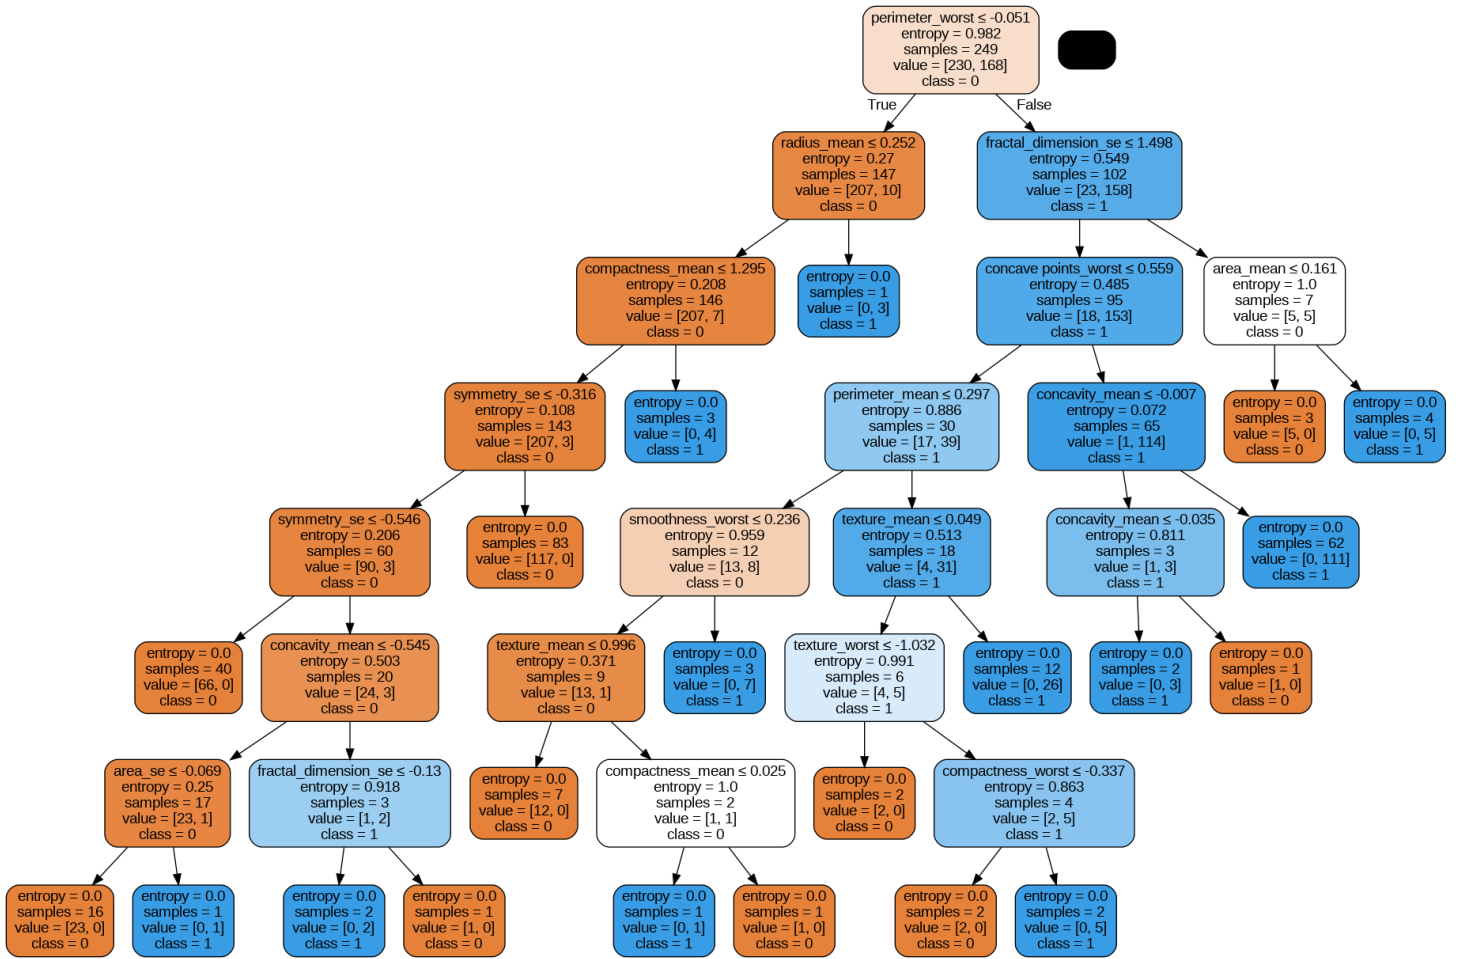 perimeter_worst ≤ -0.051
entropy = 0.982
samples = 249
value = [230, 168]
class = 0
True
False
radius_mean ≤ 0.252
entropy = 0.27
samples = 147
value = [207, 10]
class = 0
fractal_dimension_se ≤ 1.498
entropy = 0.549
samples = 102
value = [23, 158]
class = 1
compactness_mean ≤ 1.295
entropy = 0.208
samples = 146
value = [207, 7]
class = 0
entropy = 0.0
samples = 1
value = [0, 3]
class = 1
concave points_worst ≤ 0.559
entropy = 0.485
samples = 95
value = [18, 153]
class = 1
area_mean ≤ 0.161
entropy = 1.0
samples = 7
value = [5, 5]
class = 0
symmetry_se ≤ -0.316
entropy = 0.108
samples = 143
value = [207, 3]
class = 0
entropy = 0.0
samples = 3
value = [0, 4]
class = 1
perimeter_mean ≤ 0.297
entropy = 0.886
samples = 30
value = [17, 39]
class = 1
concavity_mean ≤ -0.007
entropy = 0.072
samples = 65
value = [1, 114]
class = 1
entropy = 0.0
samples = 3
value = [5, 0]
class = 0
entropy = 0.0
samples = 4
value = [0, 5]
class = 1
symmetry_se ≤ -0.546
entropy = 0.206
samples = 60
value = [90, 3]
class = 0
entropy = 0.0
samples = 83
value = [117, 0]
class = 0
smoothness_worst ≤ 0.236
entropy = 0.959
samples = 12
value = [13, 8]
class = 0
texture_mean ≤ 0.049
entropy = 0.513
samples = 18
value = [4, 31]
class = 1
concavity_mean ≤ -0.035
entropy = 0.811
samples = 3
value = [1, 3]
class = 1
entropy = 0.0
samples = 62
value = [0, 111]
class = 1
entropy = 0.0
samples = 40
value = [66, 0]
class = 0
concavity_mean ≤ -0.545
entropy = 0.503
samples = 20
value = [24, 3]
class = 0
texture_mean ≤ 0.996
entropy = 0.371
samples = 9
value = [13, 1]
class = 0
entropy = 0.0
samples = 3
value = [0, 7]
class = 1
texture_worst ≤ -1.032
entropy = 0.991
samples = 6
value = [4, 5]
class = 1
entropy = 0.0
samples = 12
value = [0, 26]
class = 1
entropy = 0.0
samples = 2
value = [0, 3]
class = 1
entropy = 0.0
samples = 1
value = [1, 0]
class = 0
area_se ≤ -0.069
entropy = 0.25
samples = 17
value = [23, 1]
class = 0
fractal_dimension_se ≤ -0.13
entropy = 0.918
samples = 3
value = [1, 2]
class = 1
entropy = 0.0
samples = 7
value = [12, 0]
class = 0
compactness_mean ≤ 0.025
entropy = 1.0
samples = 2
value = [1, 1]
class = 0
entropy = 0.0
samples = 2
value = [2, 0]
class = 0
compactness_worst ≤ -0.337
entropy = 0.863
samples = 4
value = [2, 5]
class = 1
entropy = 0.0
samples = 16
value = [23, 0]
class = 0
entropy = 0.0
samples = 1
value = [0, 1]
class = 1
entropy = 0.0
samples = 2
value = [0, 2]
class = 1
entropy = 0.0
samples = 1
value = [1, 0]
class = 0
entropy = 0.0
samples = 1
value = [0, 1]
class = 1
entropy = 0.0
samples = 1
value = [1, 0]
class = 0
entropy = 0.0
samples = 2
value = [2, 0]
class = 0
entropy = 0.0
samples = 2
value = [0, 5]
class = 1